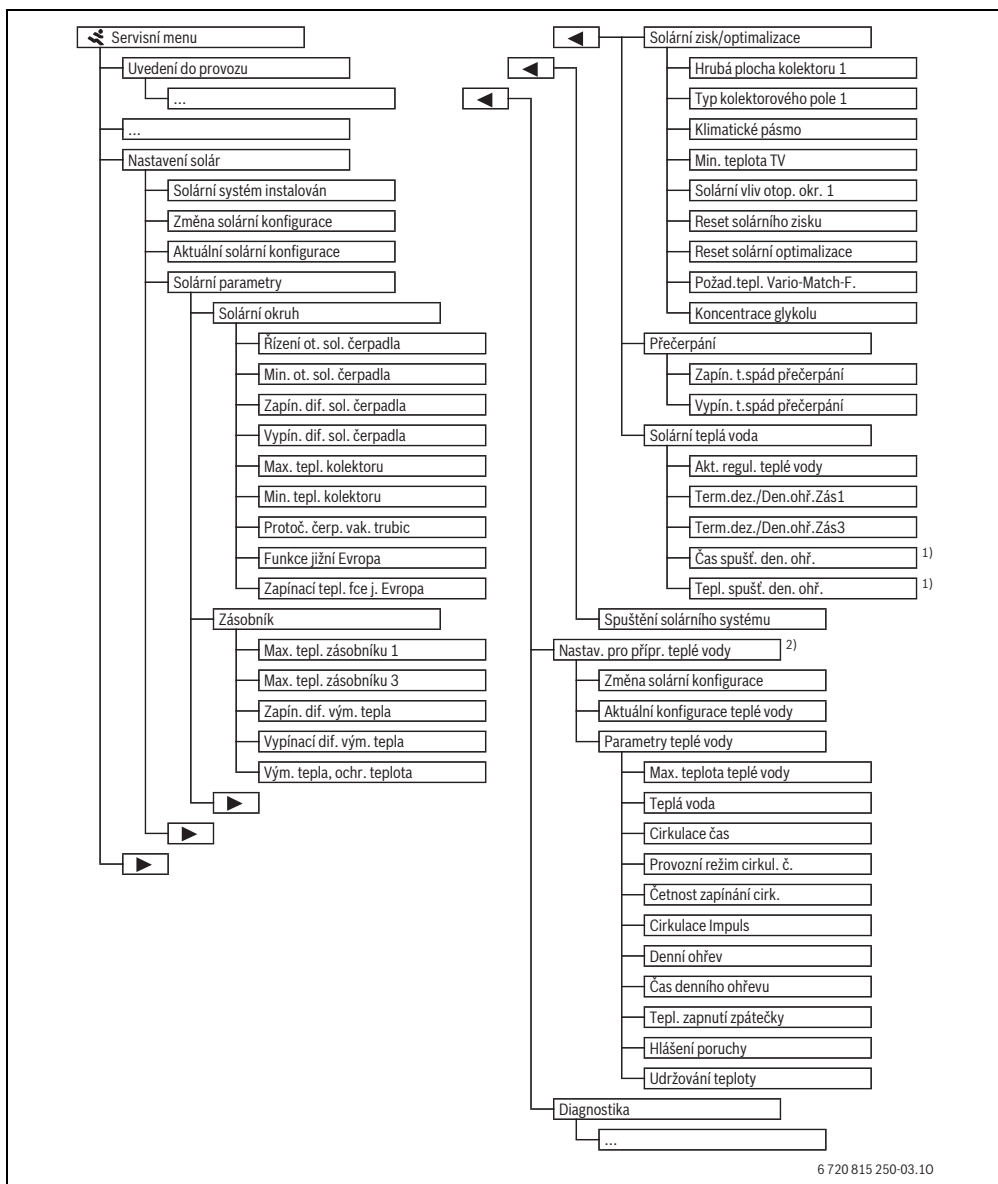 Servisní menu
Uvedení do provozu
...
...
Nastavení solár
Solární systém instalován
Změna solární konfigurace
Aktuální solární konfigurace
Solární parametry
Solární okruh
Řízení ot. sol. čerpadla
Min. ot. sol. čerpadla
Zapín. dif. sol. čerpadla
Vypín. dif. sol. čerpadla
Max. tepl. kolektoru
Min. tepl. kolektoru
Protoč. čerp. vak. trubic
Funkce jižní Evropa
Zapínací tepl. fce j. Evropa
Zásobník
Max. tepl. zásobníku 1
Max. tepl. zásobníku 3
Zapín. dif. vým. tepla
Vypínací dif. vým. tepla
Vým. tepla, ochr. teplota
Solární zisk/optimalizace
Hrubá plocha kolektoru 1
Typ kolektorového pole 1
Klimatické pásmo
Min. teplota TV
Solární vliv otop. okr. 1
Reset solárního zisku
Reset solární optimalizace
Požad.tepl. Vario-Match-F.
Koncentrace glykolu
Přečerpání
Zapín. t.spád přečerpání
Vypín. t.spád přečerpání
Solární teplá voda
Akt. regul. teplé vody
Term.dez./Den.ohř.Zás1
Term.dez./Den.ohř.Zás3
Čas spušť. den. ohř. 1)
Tepl. spušť. den. ohř. 1)
Spuštění solárního systému
Nastav. pro přípr. teplé vody 2)
Změna solární konfigurace
Aktuální konfigurace teplé vody
Parametry teplé vody
Max. teplota teplé vody
Teplá voda
Cirkulace čas
Provozní režim cirkul. č.
Četnost zapínání cirk.
Cirkulace Impuls
Denní ohřev
Čas denního ohřevu
Tepl. zapnutí zpátečky
Hlášení poruchy
Udržování teploty
Diagnostika
...
6 720 815 250-03.1O